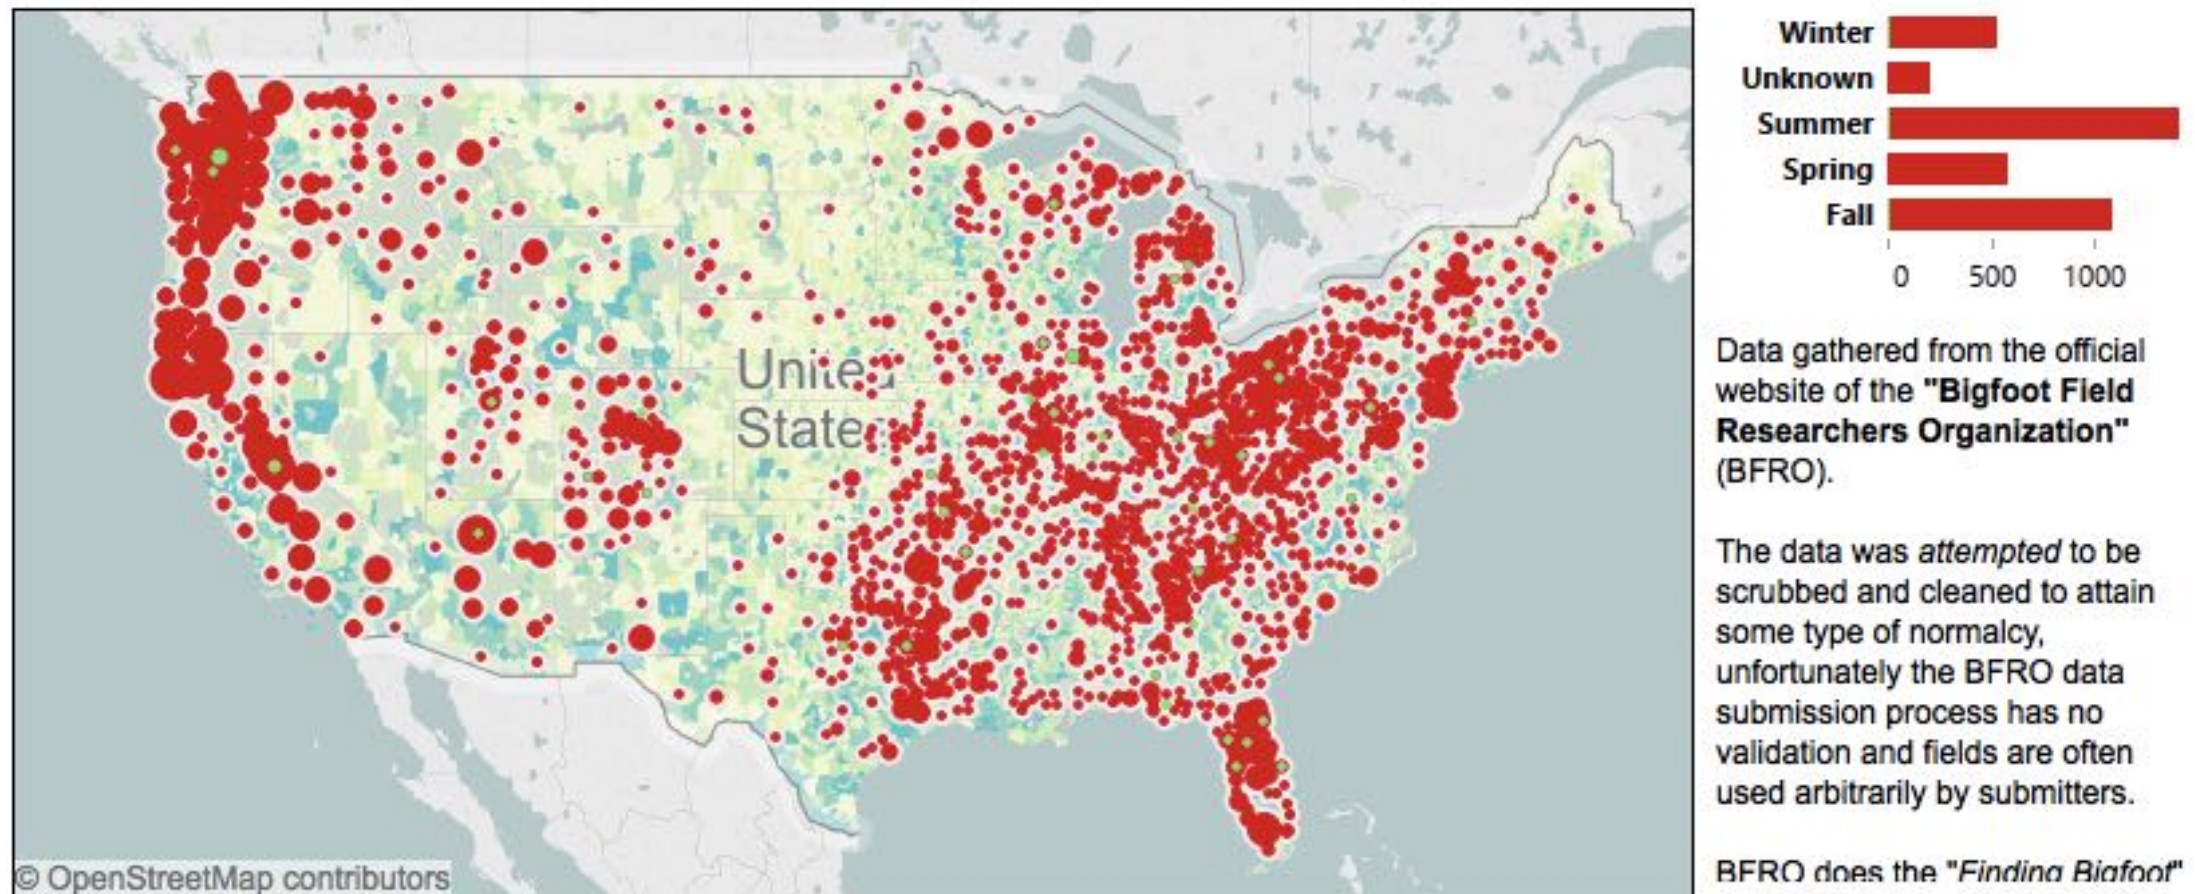 United
States
© OpenStreetMap contributors
Winter
Unknown
Summer
Spring
Fall
0 500 1000
Data gathered from the official
website of the "Bigfoot Field
Researchers Organization"
(BFRO).
The data was attempted to be
scrubbed and cleaned to attain
some type of normalcy,
unfortunately the BFRO data
submission process has no
validation and fields are often
used arbitrarily by submitters.
BFRO does the "Finding Bigfoot"